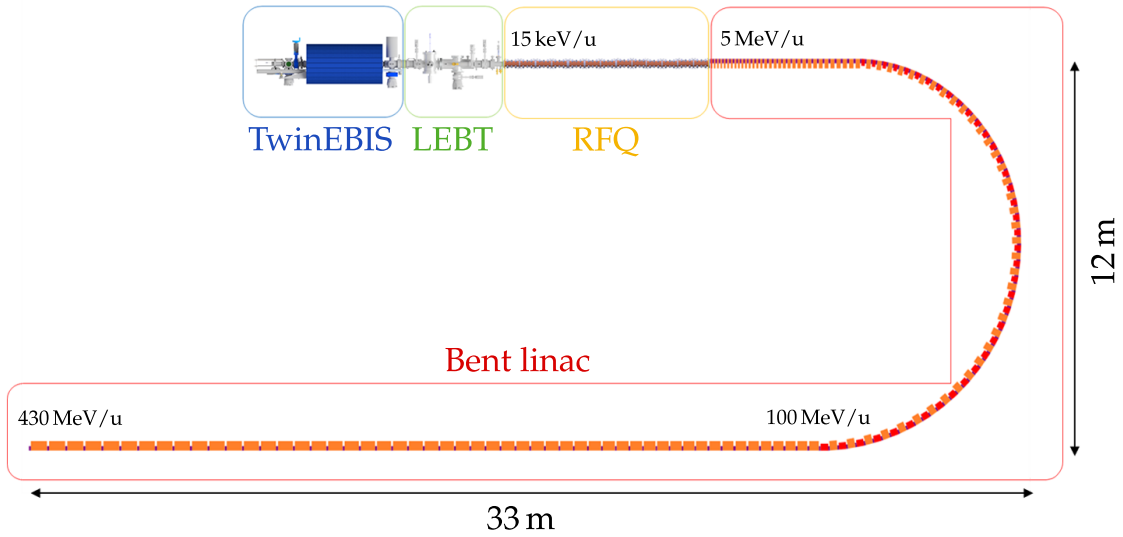 15 keV/u
5 MeV/u
TwinEBIS
LEBT
RFQ
12 m
Bent linac
430 MeV/u
100 MeV/u
33 m